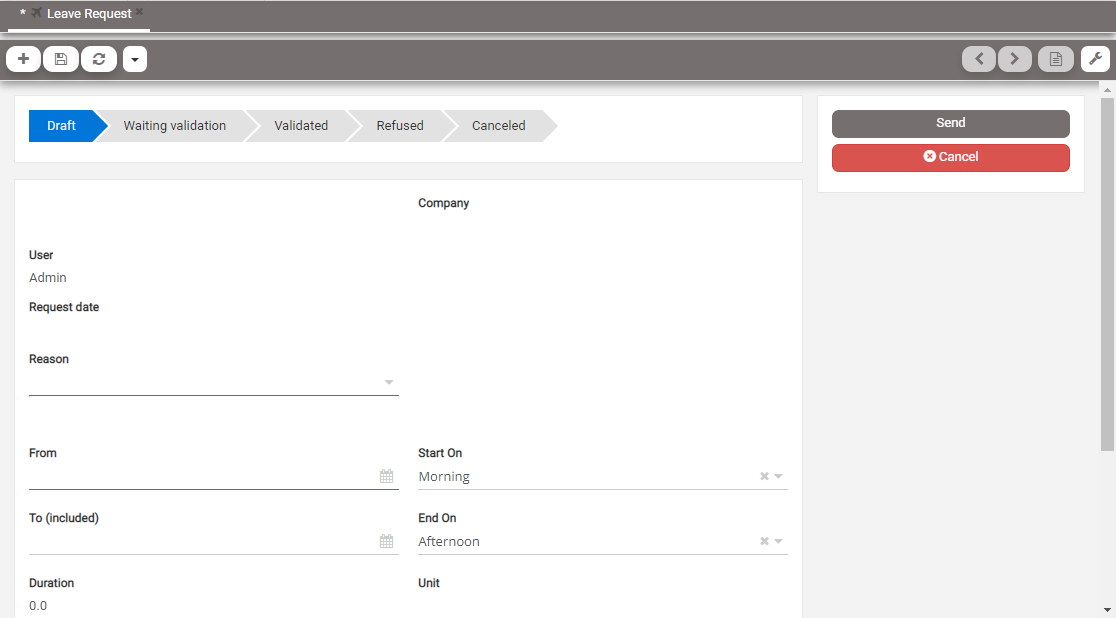 * Leave Request
Draft Waiting validation Validated Refused Canceled
Send
Cancel
Company
User
Admin
Request date
Reason
From Start On
Morning
To (included) End On
Afternoon
Duration Unit
0.0